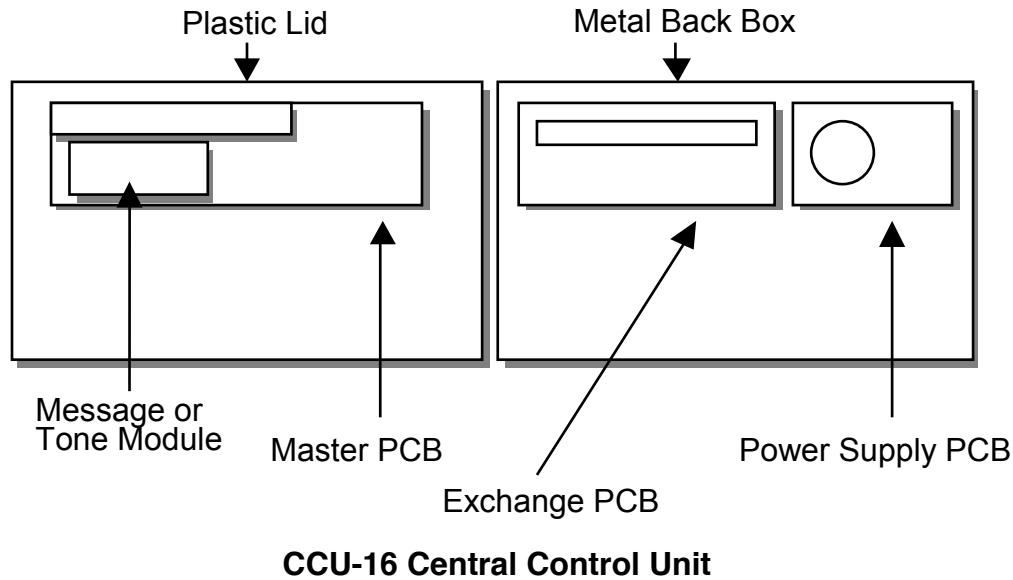 Plastic Lid
Metal Back Box
Message or
Tone Module
Master PCB
Power Supply PCB
Exchange PCB
CCU-16 Central Control Unit